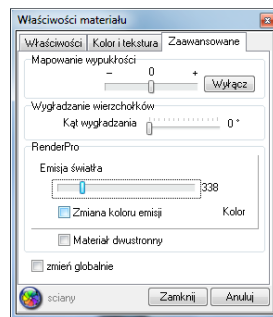 Właściwości materiału
Właściwości Kolor i tekstura Zaawansowane
Mapowanie wypukłości
- 0 +
Wyłącz
Wygładzanie wierzchołków
Kąt wygładzania 0 °
RenderPro
Emisja światła
338
Zmiana koloru emisji Kolor
Materiał dwustronny
zmień globalnie
sciany Zamknij Anuluj